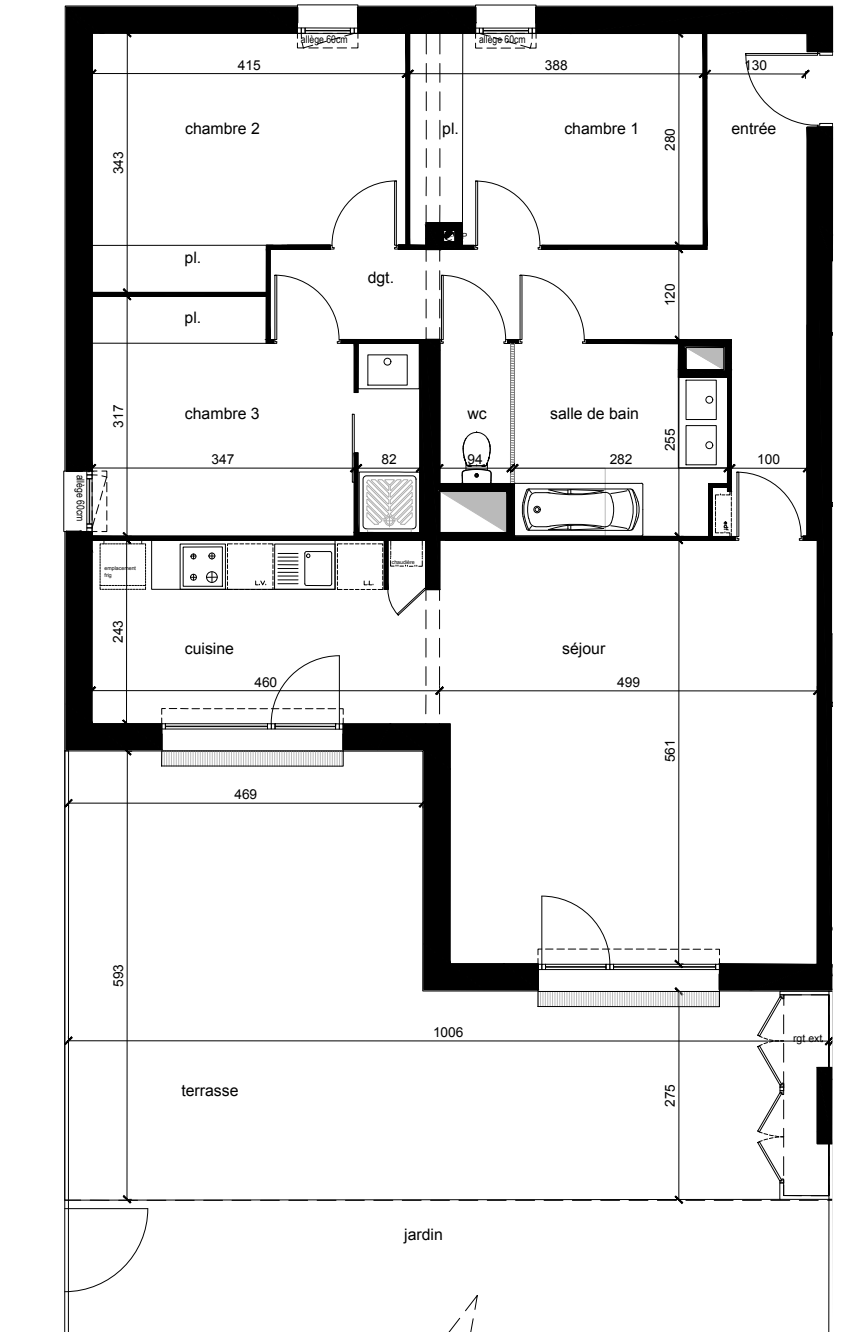 allège 60cm
allège 60cm
415
388
130
chambre 2
pl.
chambre 1
entrée
343
280
pl.
dgt.
120
pl.
chambre 3
wc
salle de bain
317
255
347
82
94
282
100
allège 60cm
edf
emplacement
frig
L.V.
LL.
chaudière
243
cuisine
séjour
460
499
561
469
593
1006
rgt ext.
terrasse
275
jardin